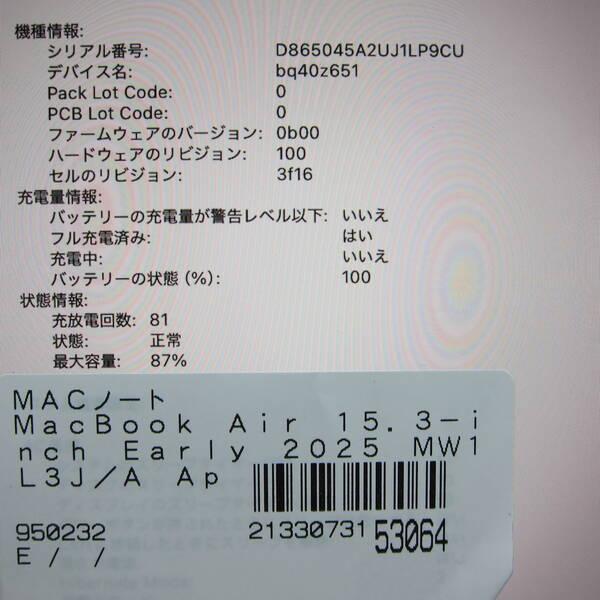 機種情報:
シリアル番号: D865045A2UJ1LP9CU
デバイス名: bq40z651
Pack Lot Code: 0
PCB Lot Code: 0
ファームウェアのバージョン: 0b00
ハードウェアのリビジョン: 100
セルのリビジョン: 3f16
充電量情報:
バッテリーの充電量が警告レベル以下: いいえ
フル充電済み: はい
充電中: いいえ
バッテリーの状態 (%): 100
状態情報:
充放電回数: 81
状態: 正常
最大容量: 87%
MACノート
MacBook Air 15.3-i
nch Early 2025 MW1
L3J/A Ap
950232
E / /
21330731 53064
Hibernate Mode: